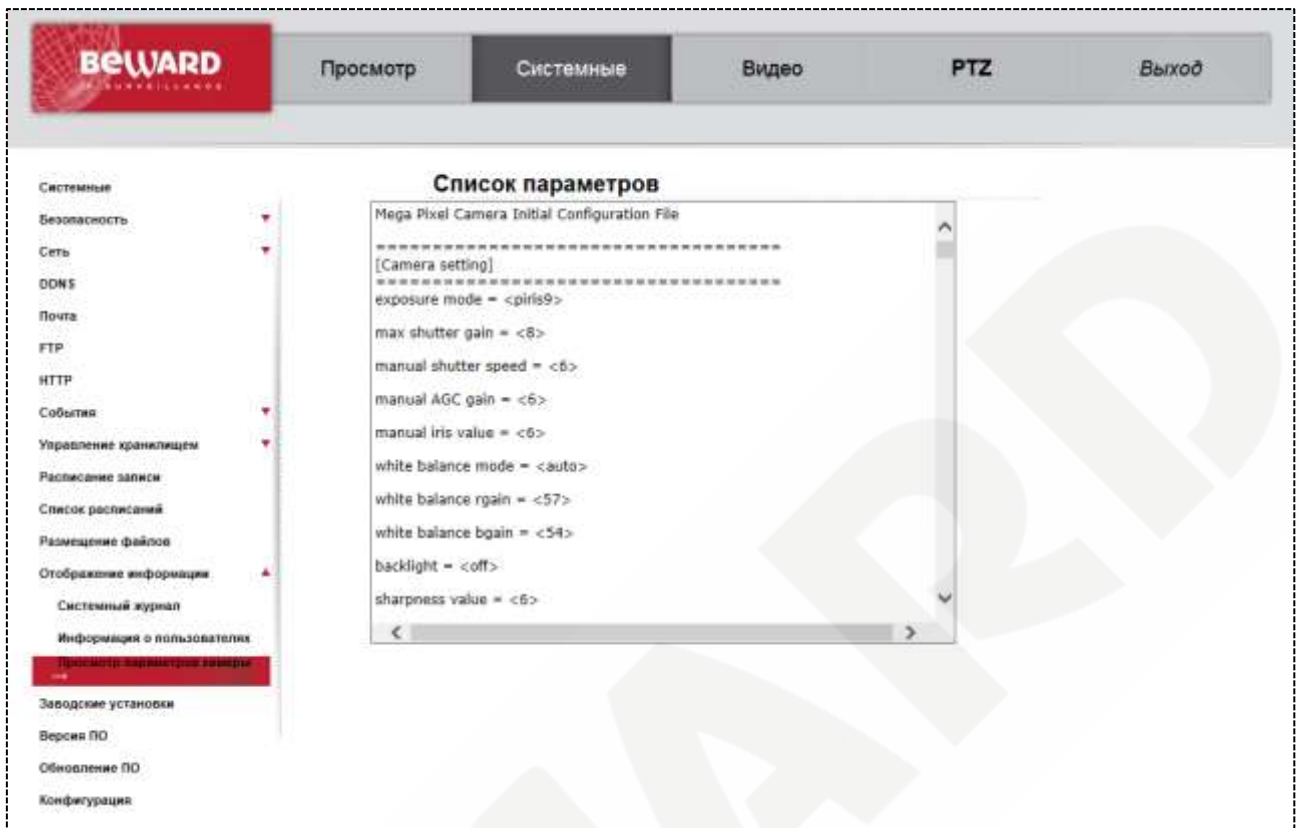 BEWARD
Просмотр
Системные
Видео
PTZ
Выход
Системные
Безопасность
Сеть
DDNS
Почта
FTP
HTTP
События
Управление хранилищем
Расписание записи
Список расписаний
Размещение файлов
Отображение информации
Системный журнал
Информация о пользователях
Просмотр параметров камеры
Заводские установки
Версия ПО
Обновление ПО
Конфигурация
Список параметров
Mega Pixel Camera Initial Configuration File
====================================
[Camera setting]
====================================
exposure mode = <piris9>
max shutter gain = <8>
manual shutter speed = <6>
manual AGC gain = <6>
manual iris value = <6>
white balance mode = <auto>
white balance rgain = <57>
white balance bgain = <54>
backlight = <off>
sharpness value = <6>